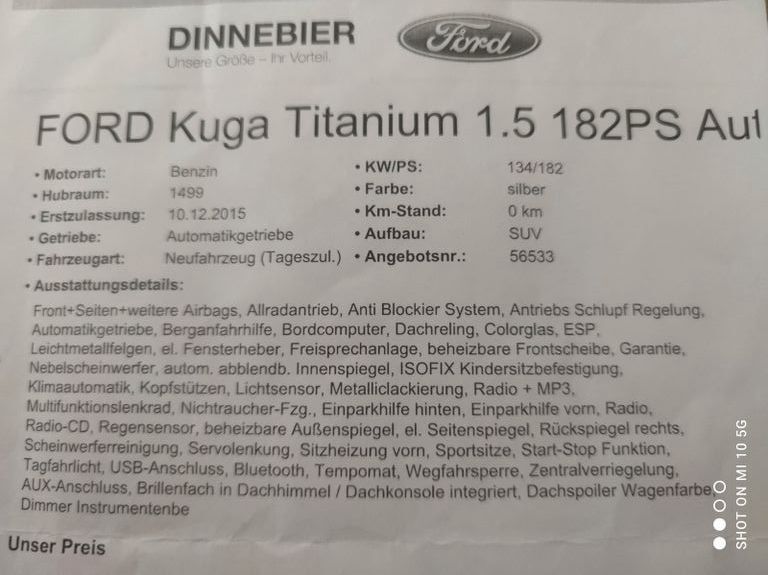 DINNEBIER
Unsere Größe – Ihr Vorteil.
Ford
FORD Kuga Titanium 1.5 182PS Aut
• Motorart: Benzin • KW/PS: 134/182
• Hubraum: 1499 • Farbe: silber
• Erstzulassung: 10.12.2015 • Km-Stand: 0 km
• Getriebe: Automatikgetriebe • Aufbau: SUV
• Fahrzeugart: Neufahrzeug (Tageszul.) • Angebotsnr.: 56533
• Ausstattungsdetails:
Front+Seiten+weitere Airbags, Allradantrieb, Anti Blockier System, Antriebs Schlupf Regelung,
Automatikgetriebe, Berganfahrhilfe, Bordcomputer, Dachreling, Colorglas, ESP,
Leichtmetallfelgen, el. Fensterheber, Freisprechanlage, beheizbare Frontscheibe, Garantie,
Nebelscheinwerfer, autom. abblendb. Innenspiegel, ISOFIX Kindersitzbefestigung,
Klimaautomatik, Kopfstützen, Lichtsensor, Metalliclackierung, Radio + MP3,
Multifunktionslenkrad, Nichtraucher-Fzg., Einparkhilfe hinten, Einparkhilfe vorn, Radio,
Radio-CD, Regensensor, beheizbare Außenspiegel, el. Seitenspiegel, Rückspiegel rechts,
Scheinwerferreinigung, Servolenkung, Sitzheizung vorn, Sportsitze, Start-Stop Funktion,
Tagfahrlicht, USB-Anschluss, Bluetooth, Tempomat, Wegfahrsperre, Zentralverriegelung,
AUX-Anschluss, Brillenfach in Dachhimmel / Dachkonsole integriert, Dachspoiler Wagenfarbe,
Dimmer Instrumentenbe
Unser Preis
SHOT ON MI 10 5G